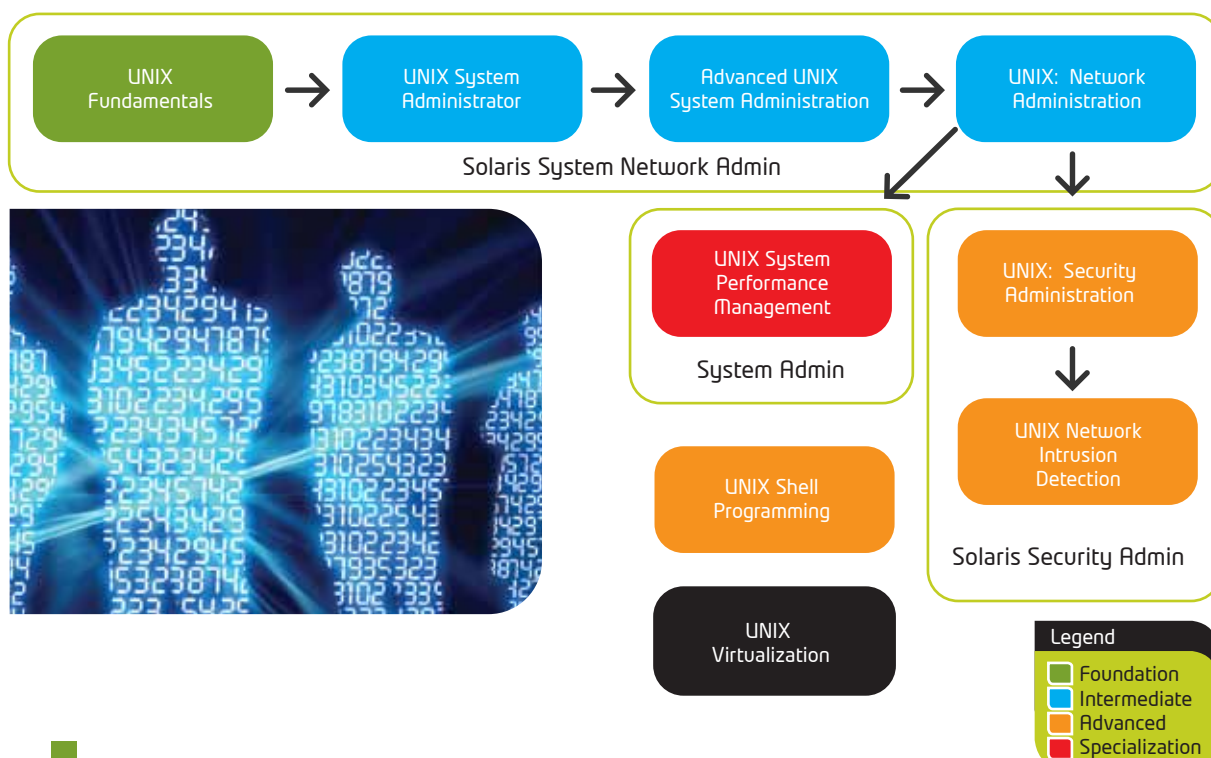 UNIX
Fundamentals
UNIX System
Administrator
Advanced UNIX
System Administration
UNIX: Network
Administration
Solaris System Network Admin
UNIX System
Performance
Management
System Admin
UNIX: Security
Administration
UNIX Network
Intrusion
Detection
Solaris Security Admin
UNIX Shell
Programming
UNIX
Virtualization
Legend
Foundation
Intermediate
Advanced
Specialization